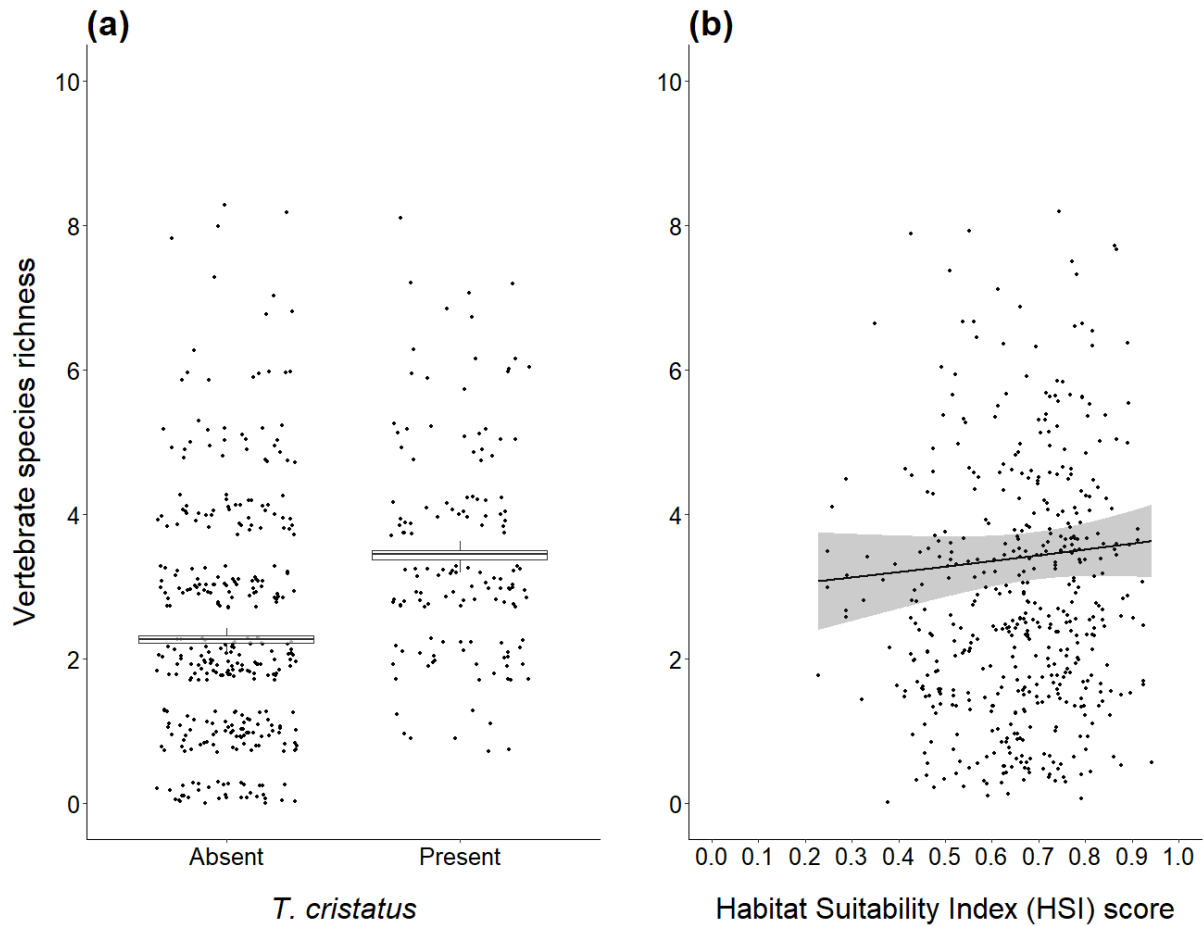 (a)
(b)
Vertebrate species richness
10
8
6
4
2
0
Absent Present
T. cristatus
10
8
6
4
2
0
0.0 0.1 0.2 0.3 0.4 0.5 0.6 0.7 0.8 0.9 1.0
Habitat Suitability Index (HSI) score